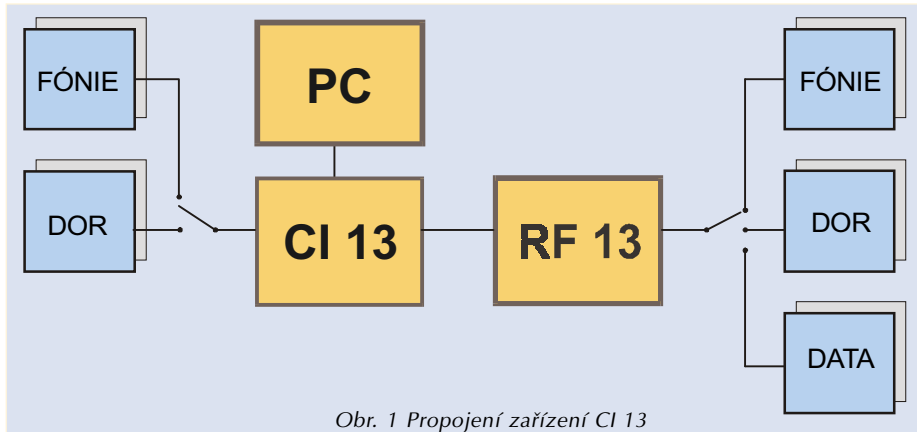 FÓNIE
PC
FÓNIE
DOR
CI 13
RF 13
DOR
DATA
Obr. 1 Propojení zařízení CI 13